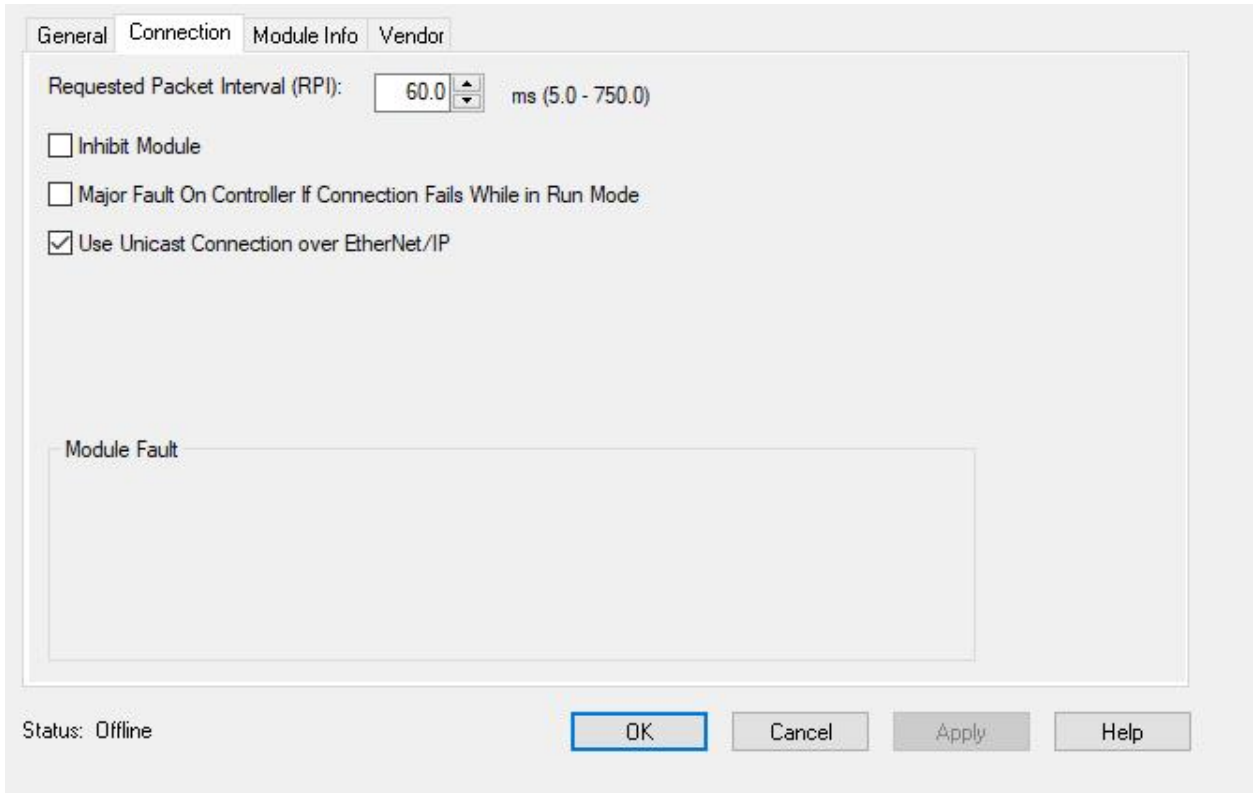 General Connection Module Info Vendor
Requested Packet Interval (RPI): 60.0 ms (5.0 - 750.0)
Inhibit Module
Major Fault On Controller If Connection Fails While in Run Mode
Use Unicast Connection over EtherNet/IP
Module Fault
Status: Offline OK Cancel Apply Help